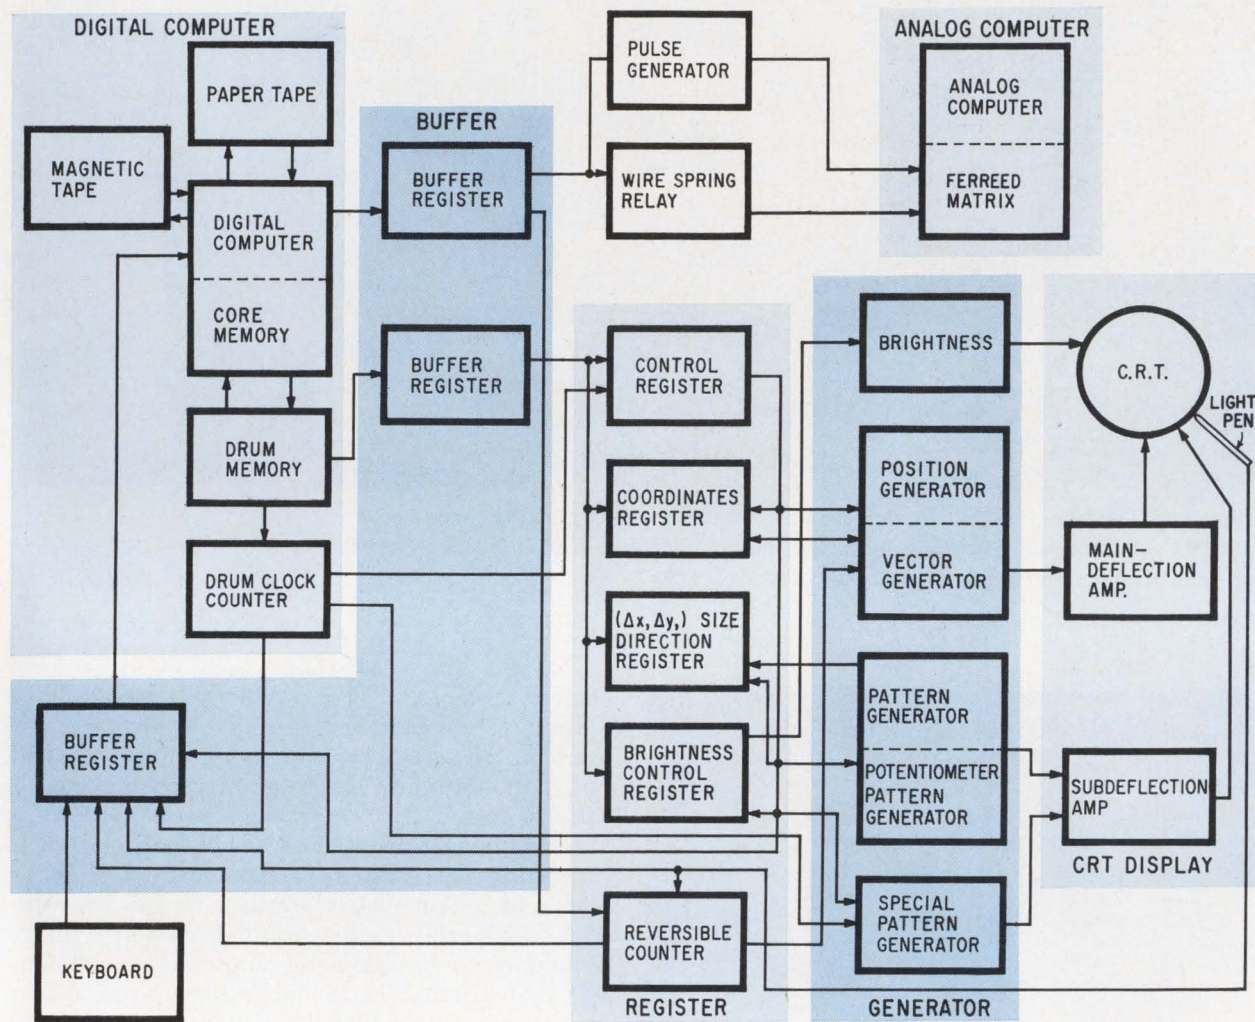 DIGITAL COMPUTER
PAPER TAPE
MAGNETIC
TAPE
DIGITAL
COMPUTER
CORE
MEMORY
DRUM
MEMORY
DRUM CLOCK
COUNTER
BUFFER
BUFFER
REGISTER
BUFFER
REGISTER
BUFFER
REGISTER
KEYBOARD
PULSE
GENERATOR
WIRE SPRING
RELAY
ANALOG COMPUTER
ANALOG
COMPUTER
FERREED
MATRIX
CONTROL
REGISTER
COORDINATES
REGISTER
(Δx, Δy,) SIZE
DIRECTION
REGISTER
BRIGHTNESS
CONTROL
REGISTER
REVERSIBLE
COUNTER
REGISTER
BRIGHTNESS
POSITION
GENERATOR
VECTOR
GENERATOR
PATTERN
GENERATOR
POTENTIOMETER
PATTERN
GENERATOR
SPECIAL
PATTERN
GENERATOR
GENERATOR
C.R.T.
LIGHT
PEN
MAIN-
DEFLECTION
AMP.
SUBDEFLECTION
AMP
CRT DISPLAY